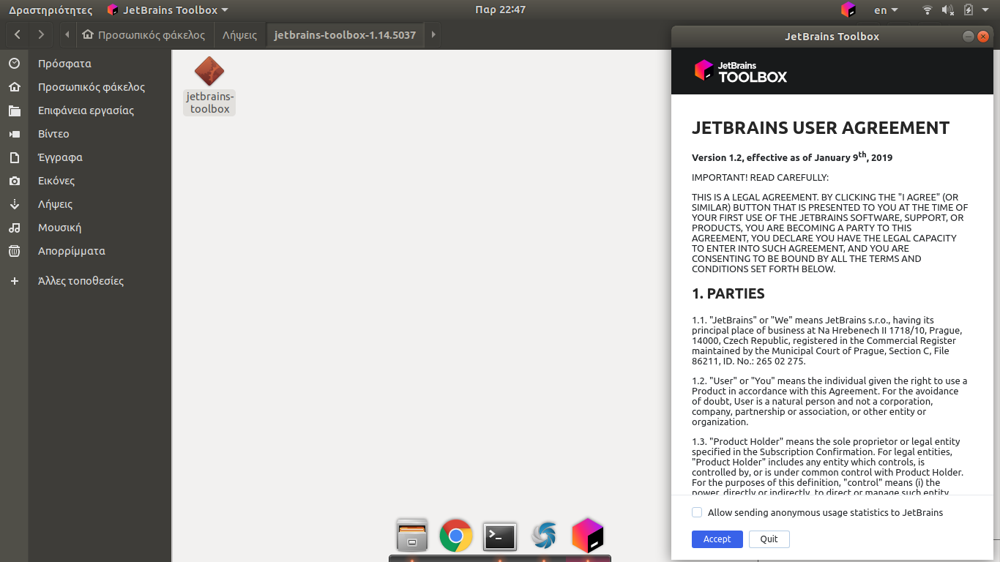 Δραστηριότητες JetBrains Toolbox Παρ 22:47 en
Προσωπικός φάκελος Λήψεις jetbrains-toolbox-1.14.5037
Πρόσφατα
Προσωπικός φάκελος
Επιφάνεια εργασίας
Βίντεο
Έγγραφα
Εικόνες
Λήψεις
Μουσική
Απορρίμματα
Άλλες τοποθεσίες
jetbrains-
toolbox
JetBrains Toolbox
JetBrains
TOOLBOX
JETBRAINS USER AGREEMENT
Version 1.2, effective as of January 9th, 2019
IMPORTANT! READ CAREFULLY:
THIS IS A LEGAL AGREEMENT. BY CLICKING THE "I AGREE" (OR
SIMILAR) BUTTON THAT IS PRESENTED TO YOU AT THE TIME OF
YOUR FIRST USE OF THE JETBRAINS SOFTWARE, SUPPORT, OR
PRODUCTS, YOU ARE BECOMING A PARTY TO THIS
AGREEMENT, YOU DECLARE YOU HAVE THE LEGAL CAPACITY
TO ENTER INTO SUCH AGREEMENT, AND YOU ARE
CONSENTING TO BE BOUND BY ALL THE TERMS AND
CONDITIONS SET FORTH BELOW.
1. PARTIES
1.1. "JetBrains" or "We" means JetBrains s.r.o., having its
principal place of business at Na Hrebenech II 1718/10, Prague,
14000, Czech Republic, registered in the Commercial Register
maintained by the Municipal Court of Prague, Section C, File
86211, ID. No.: 265 02 275.
1.2. "User" or "You" means the individual given the right to use a
Product in accordance with this Agreement. For the avoidance
of doubt, User is a natural person and not a corporation,
company, partnership or association, or other entity or
organization.
1.3. "Product Holder" means the sole proprietor or legal entity
specified in the Subscription Confirmation. For legal entities,
"Product Holder" includes any entity which controls, is
controlled by, or is under common control with Product Holder.
For the purposes of this definition, "control" means (i) the
power, directly or indirectly, to direct or manage such entity
Allow sending anonymous usage statistics to JetBrains
Accept Quit